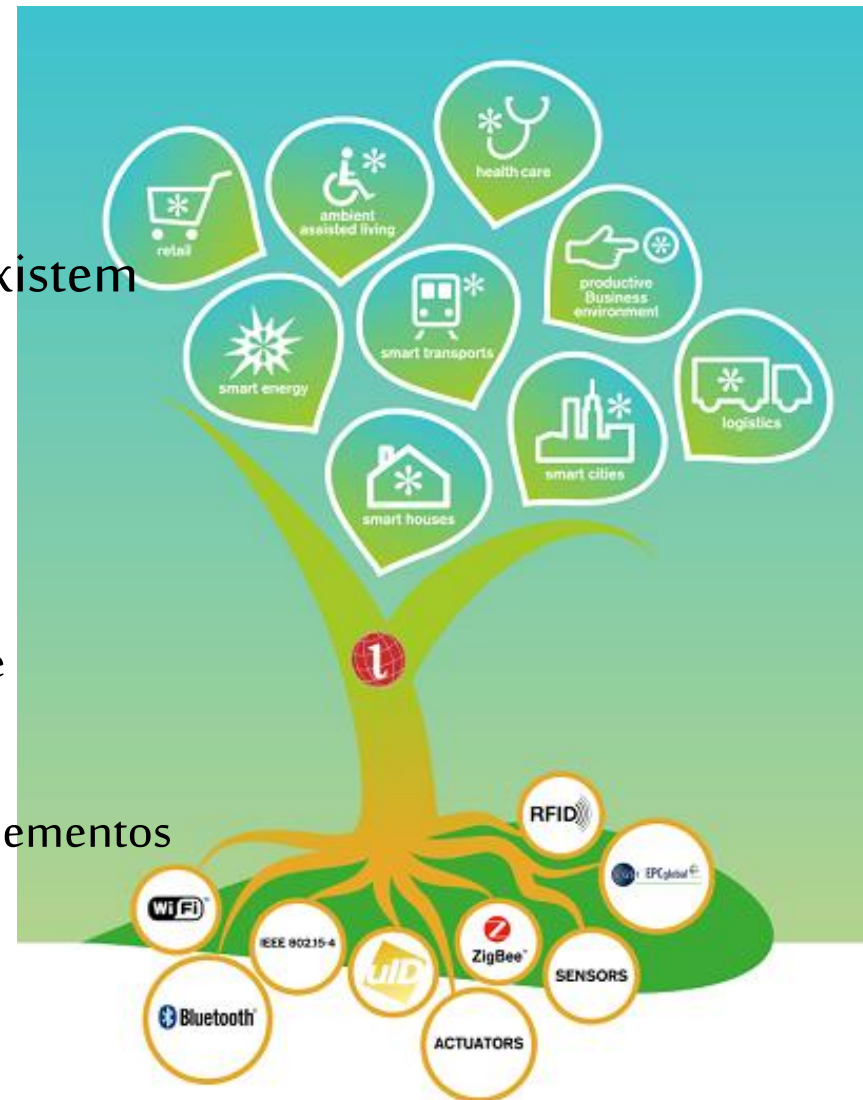 health care
ambient
assisted living
retail
xistem
productive
Business
environment
smart transports
smart energy
logistics
smart cities
smart houses
e
ementos
RFID
EPCglobal
WiFi
IEEE 802.15-4
uID
ZigBee
SENSORS
Bluetooth
ACTUATORS